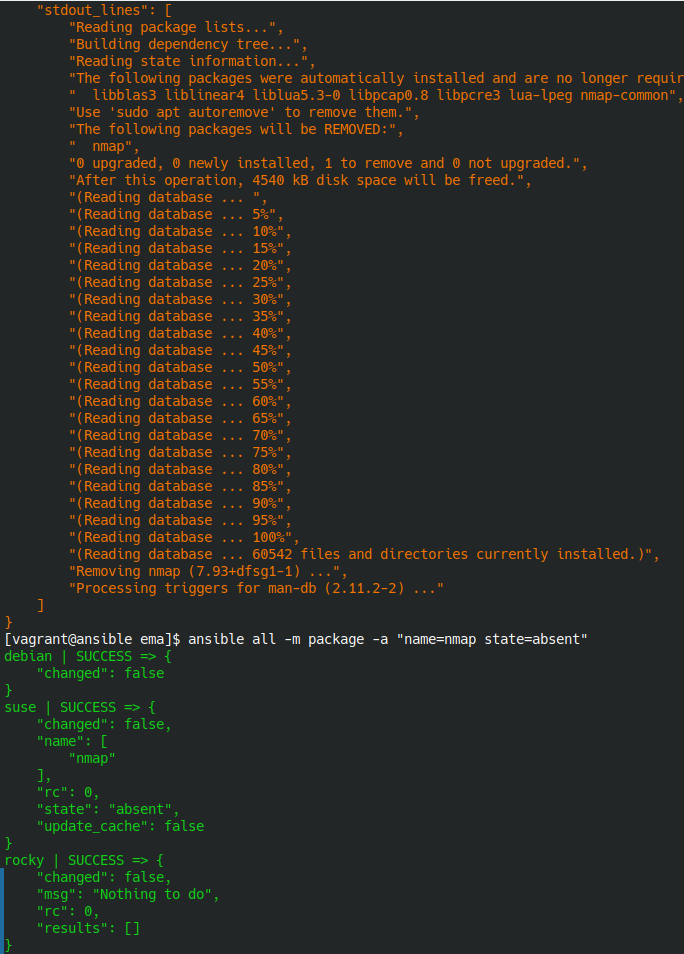 "stdout_lines": [
"Reading package lists...",
"Building dependency tree...",
"Reading state information...",
"The following packages were automatically installed and are no longer requir
"  libblas3 liblinear4 liblua5.3-0 libpcap0.8 libpcre3 lua-lpeg nmap-common",
"Use 'sudo apt autoremove' to remove them.",
"The following packages will be REMOVED:",
"  nmap",
"0 upgraded, 0 newly installed, 1 to remove and 0 not upgraded.",
"After this operation, 4540 kB disk space will be freed.",
"(Reading database ... ",
"(Reading database ... 5%",
"(Reading database ... 10%",
"(Reading database ... 15%",
"(Reading database ... 20%",
"(Reading database ... 25%",
"(Reading database ... 30%",
"(Reading database ... 35%",
"(Reading database ... 40%",
"(Reading database ... 45%",
"(Reading database ... 50%",
"(Reading database ... 55%",
"(Reading database ... 60%",
"(Reading database ... 65%",
"(Reading database ... 70%",
"(Reading database ... 75%",
"(Reading database ... 80%",
"(Reading database ... 85%",
"(Reading database ... 90%",
"(Reading database ... 95%",
"(Reading database ... 100%",
"(Reading database ... 60542 files and directories currently installed.)",
"Removing nmap (7.93+dfsg1-1) ...",
"Processing triggers for man-db (2.11.2-2) ..."
]
}
[vagrant@ansible ema]$ ansible all -m package -a "name=nmap state=absent"
debian | SUCCESS => {
"changed": false
}
suse | SUCCESS => {
"changed": false,
"name": [
"nmap"
],
"rc": 0,
"state": "absent",
"update_cache": false
}
rocky | SUCCESS => {
"changed": false,
"msg": "Nothing to do",
"rc": 0,
"results": []
}